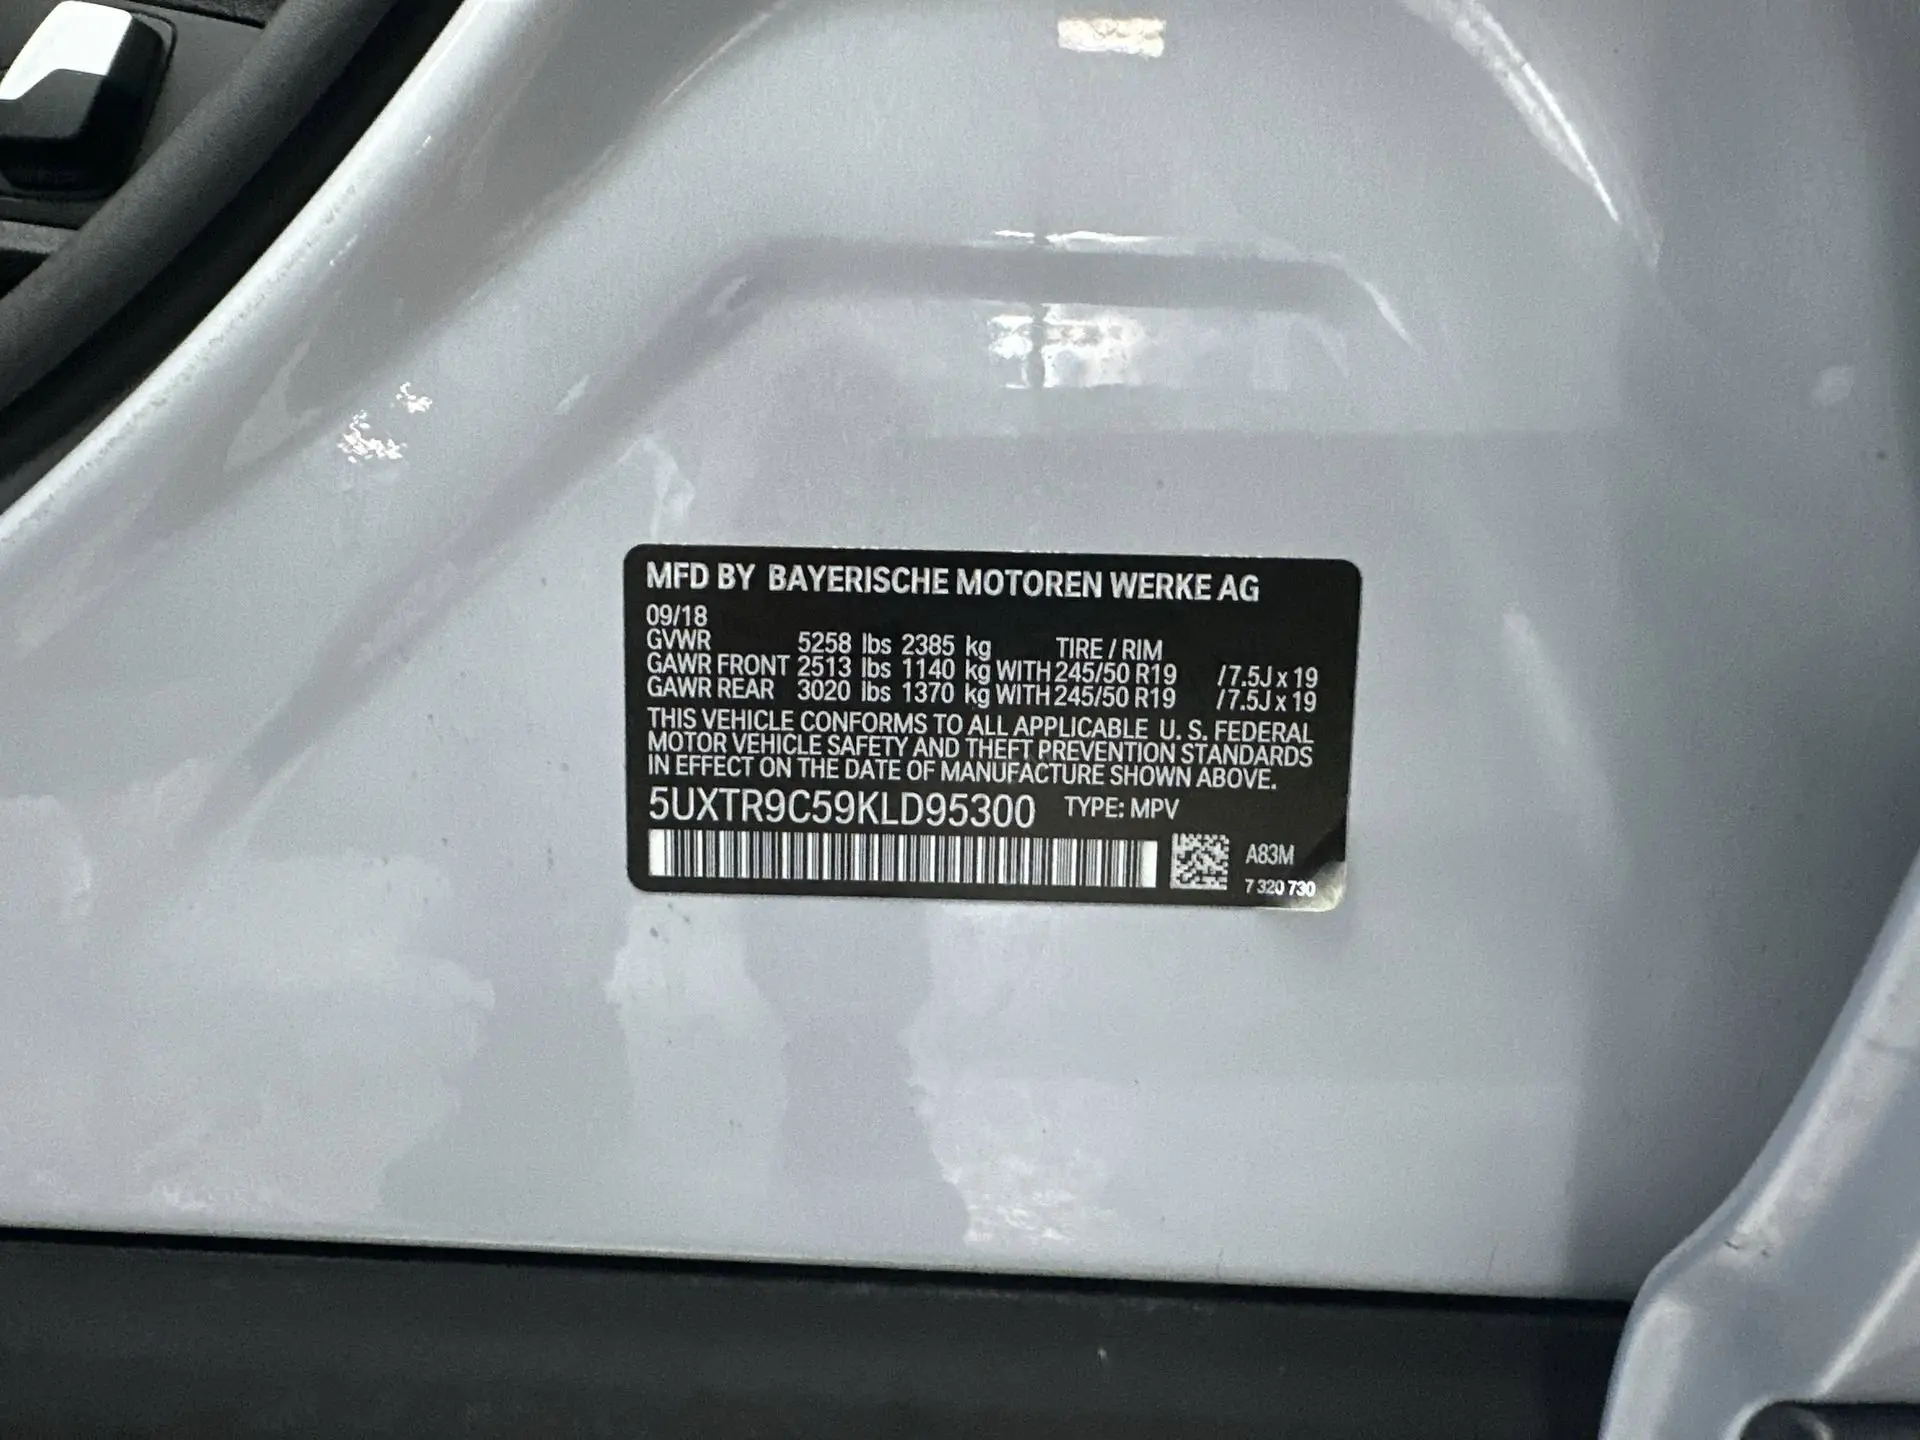 MFD BY BAYERISCHE MOTOREN WERKE AG
09/18
GVWR 5258 lbs 2385 kg TIRE / RIM
GAWR FRONT 2513 lbs 1140 kg WITH 245/50 R19 /7.5J x 19
GAWR REAR 3020 lbs 1370 kg WITH 245/50 R19 /7.5J x 19
THIS VEHICLE CONFORMS TO ALL APPLICABLE U. S. FEDERAL
MOTOR VEHICLE SAFETY AND THEFT PREVENTION STANDARDS
IN EFFECT ON THE DATE OF MANUFACTURE SHOWN ABOVE.
5UXTR9C59KLD95300 TYPE: MPV
A83M
7 320 730